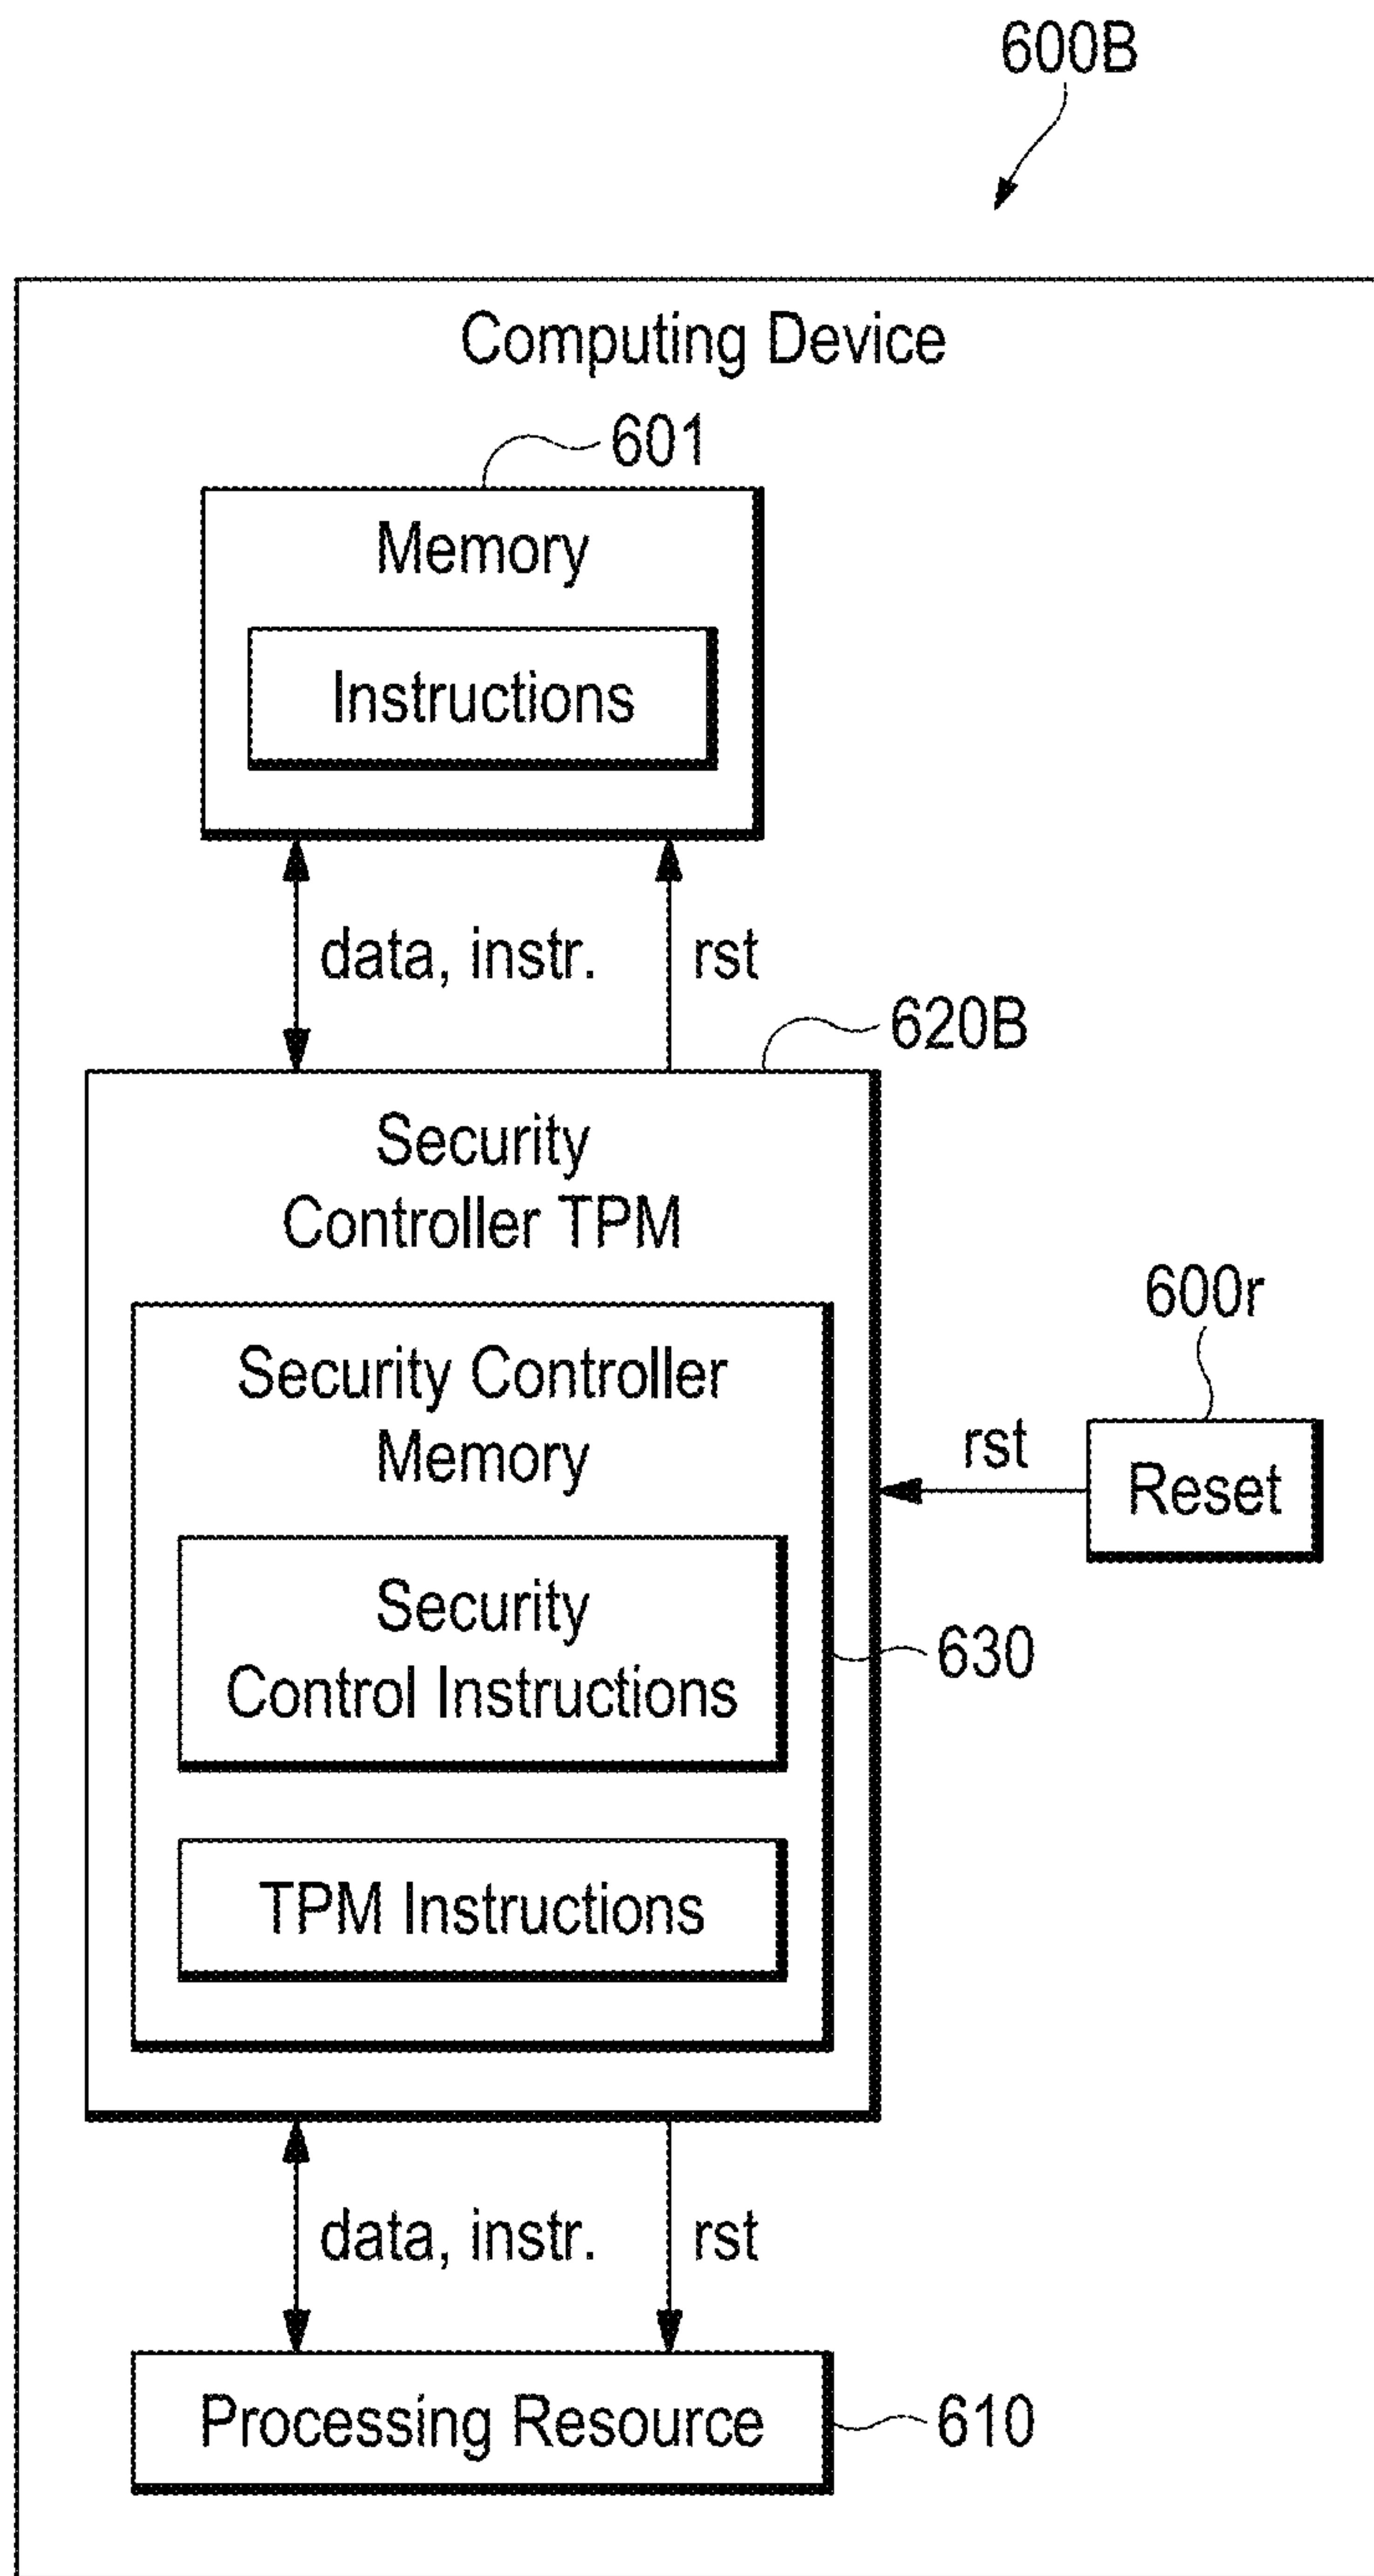 600B
Computing Device
601
Memory
Instructions
data, instr.
rst
620B
Security
Controller TPM
600r
Security Controller
Memory
rst
Reset
Security
Control Instructions
630
TPM Instructions
data, instr.
rst
Processing Resource
610